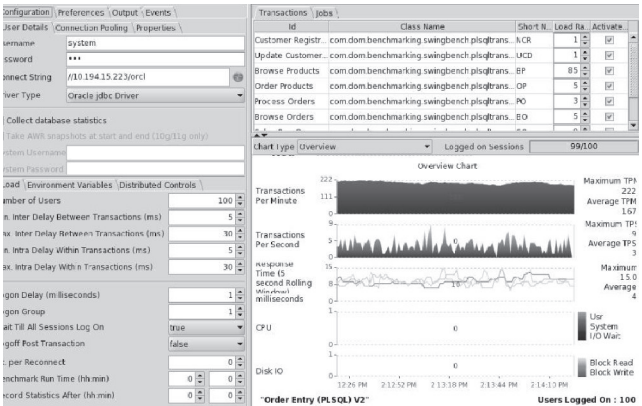 Configuration Preferences Output Events
User Details Connection Pooling Properties
Username system
Password •••
Connect String //10.194.15.223/orcl
Driver Type Oracle jdbc Driver
Collect database statistics
Take AWR snapshots at start and end (10g/11g only)
System Username
System Password
Load Environment Variables Distributed Controls
Number of Users 100
Min. Inter Delay Between Transactions (ms) 5
Max. Inter Delay Between Transactions (ms) 30
Min. Intra Delay Within Transactions (ms) 5
Max. Intra Delay Within Transactions (ms) 30
Logon Delay (milliseconds) 1
Logon Group 1
Wait Till All Sessions Log On true
Logoff Post Transaction false
per Reconnect 0
Benchmark Run Time (hh:min) 0 0
Record Statistics After (hh:min) 0 0
Transactions Jobs
Id Class Name Short N... Load Ra... Activate...
Customer Registr... com.dom.benchmarking.swingbench.plsqltrans... NCR 1
Update Customer... com.dom.benchmarking.swingbench.plsqltrans... UCD 1
Browse Products com.dom.benchmarking.swingbench.plsqltrans... BP 85
Order Products com.dom.benchmarking.swingbench.plsqltrans... OP 5
Process Orders com.dom.benchmarking.swingbench.plsqltrans... PO 3
Browse Orders com.dom.benchmarking.swingbench.plsqltrans... BO 5
Chart Type Overview Logged on Sessions 99/100
Overview Chart
Transactions Per Minute
222
111
0
Maximum TPM
222
Average TPM
167
Transactions Per Second
9
5
0
0
Maximum TPS
9
Average TPS
3
Response Time (5 second Rolling Window) milliseconds
15
8
0
10
Maximum
15.0
Average
CPU
1
0
0
Usr
System
I/O Wait
Disk IO
1
0
0
Block Read
Block Write
2:12:52 PM 2:13:18 PM 2:13:44 PM 2:14:10 PM
"Order Entry (PLSQL) V2" Users Logged On : 100